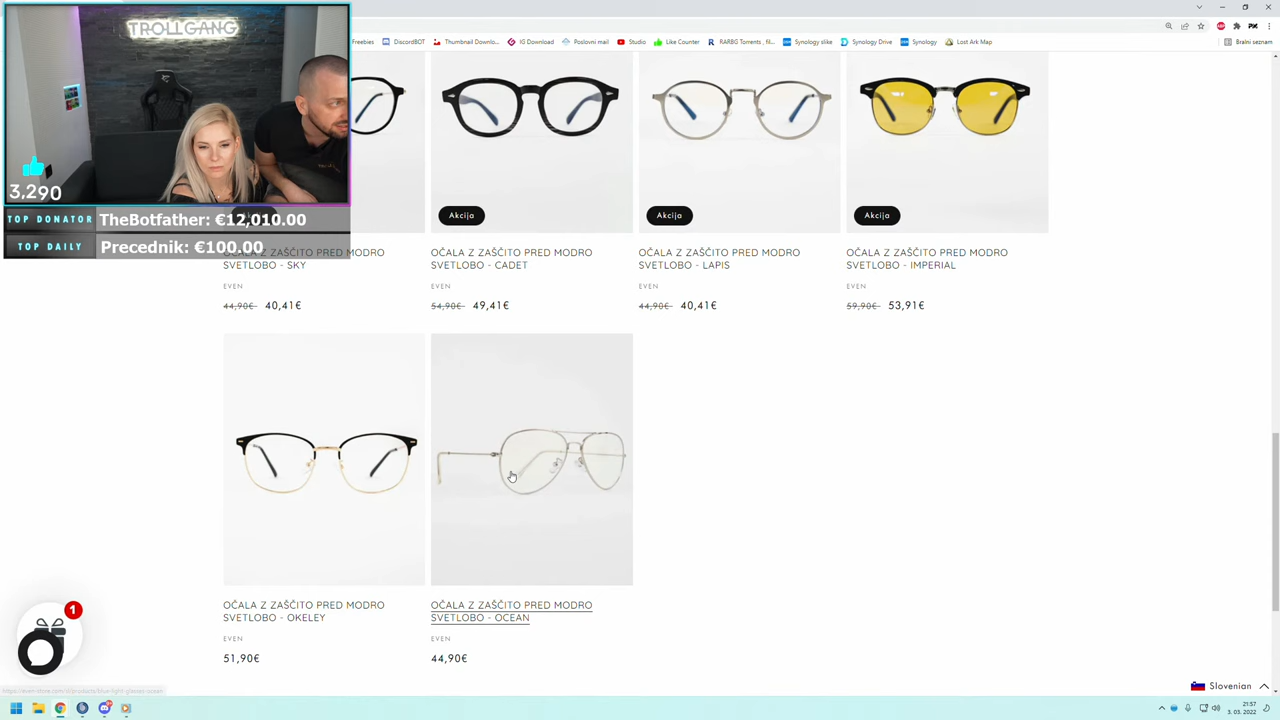 TROLLGANG
3,290
TOP DONATOR TheBotfather: €12,010.00
TOP DAILY Precednik: €100.00
Freebies
DiscordBOT
Thumbnail Downlo...
IG Download
Poslovni mail
Studio
Like Counter
RARBG Torrents , fil...
Synology slike
Synology Drive
Synology
Lost Ark Map
Bralni seznam
Akcija
Akcija
Akcija
OČALA Z ZAŠČITO PRED MODRO
SVETLOBO - SKY
EVEN
44,90€ 40,41€
OČALA Z ZAŠČITO PRED MODRO
SVETLOBO - CADET
EVEN
54,90€ 49,41€
OČALA Z ZAŠČITO PRED MODRO
SVETLOBO - LAPIS
EVEN
44,90€ 40,41€
OČALA Z ZAŠČITO PRED MODRO
SVETLOBO - IMPERIAL
EVEN
59,90€ 53,91€
OČALA Z ZAŠČITO PRED MODRO
SVETLOBO - OKELEY
EVEN
51,90€
OČALA Z ZAŠČITO PRED MODRO
SVETLOBO - OCEAN
EVEN
44,90€
1
Slovenian
21:57
3. 03. 2022